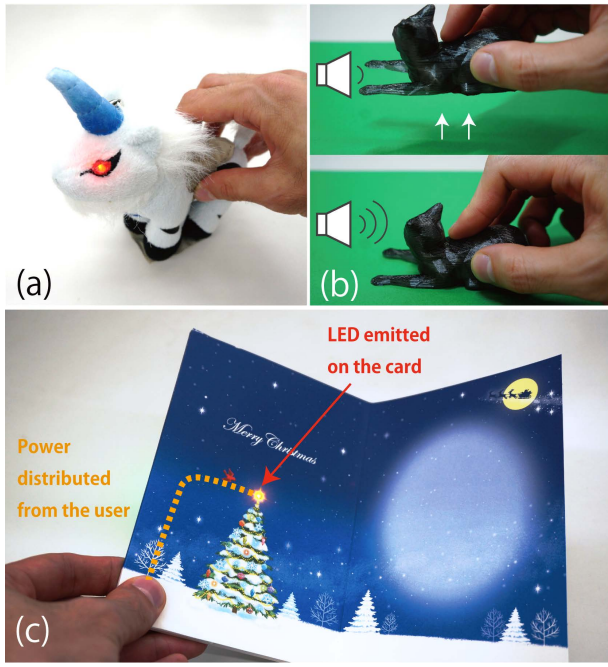 (a)
(b)
LED emitted
on the card
Merry Christmas
Power
distributed
from the user
(c)